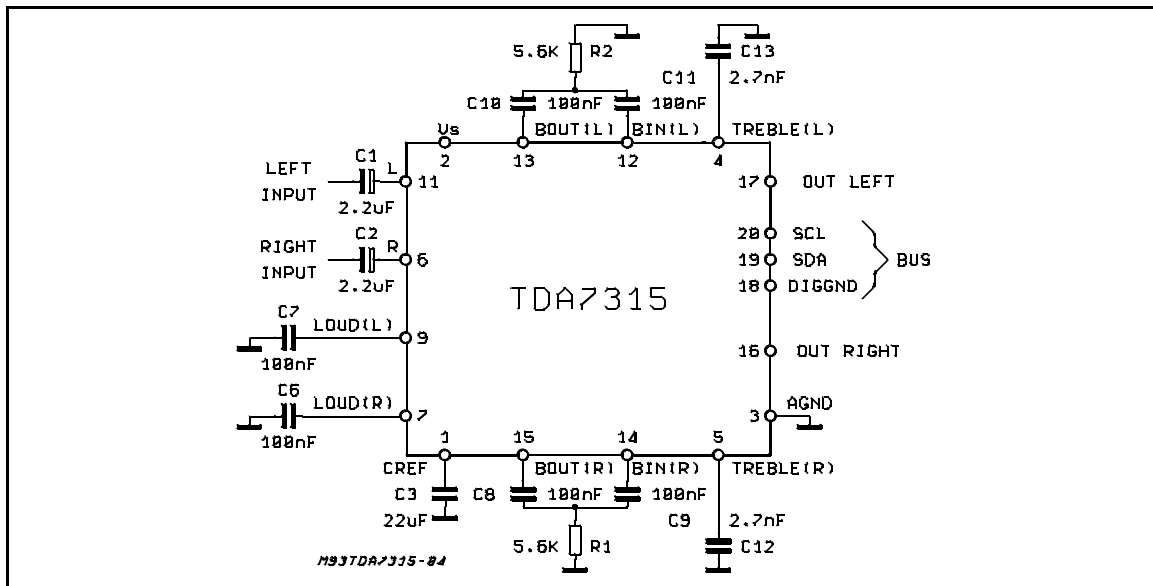 5.6K R2
C13
C11 2.7nF
C10 100nF 100nF
Vs BOUT(L) BIN(L) TREBLE(L)
2 13 12 4
C1 L
LEFT INPUT
11
2.2uF
17 OUT LEFT
C2 R
RIGHT INPUT
6
2.2uF
20 SCL
19 SDA
18 DIGGND
BUS
TDA7315
C7 LOUD(L)
9
100nF
16 OUT RIGHT
C6 LOUD(R)
7
100nF
3 AGND
1 15 14 5
CREF BOUT(R) BIN(R) TREBLE(R)
C3 C8 100nF 100nF
22uF
C9 2.7nF
5.6K R1
C12
M93TDA7315-04